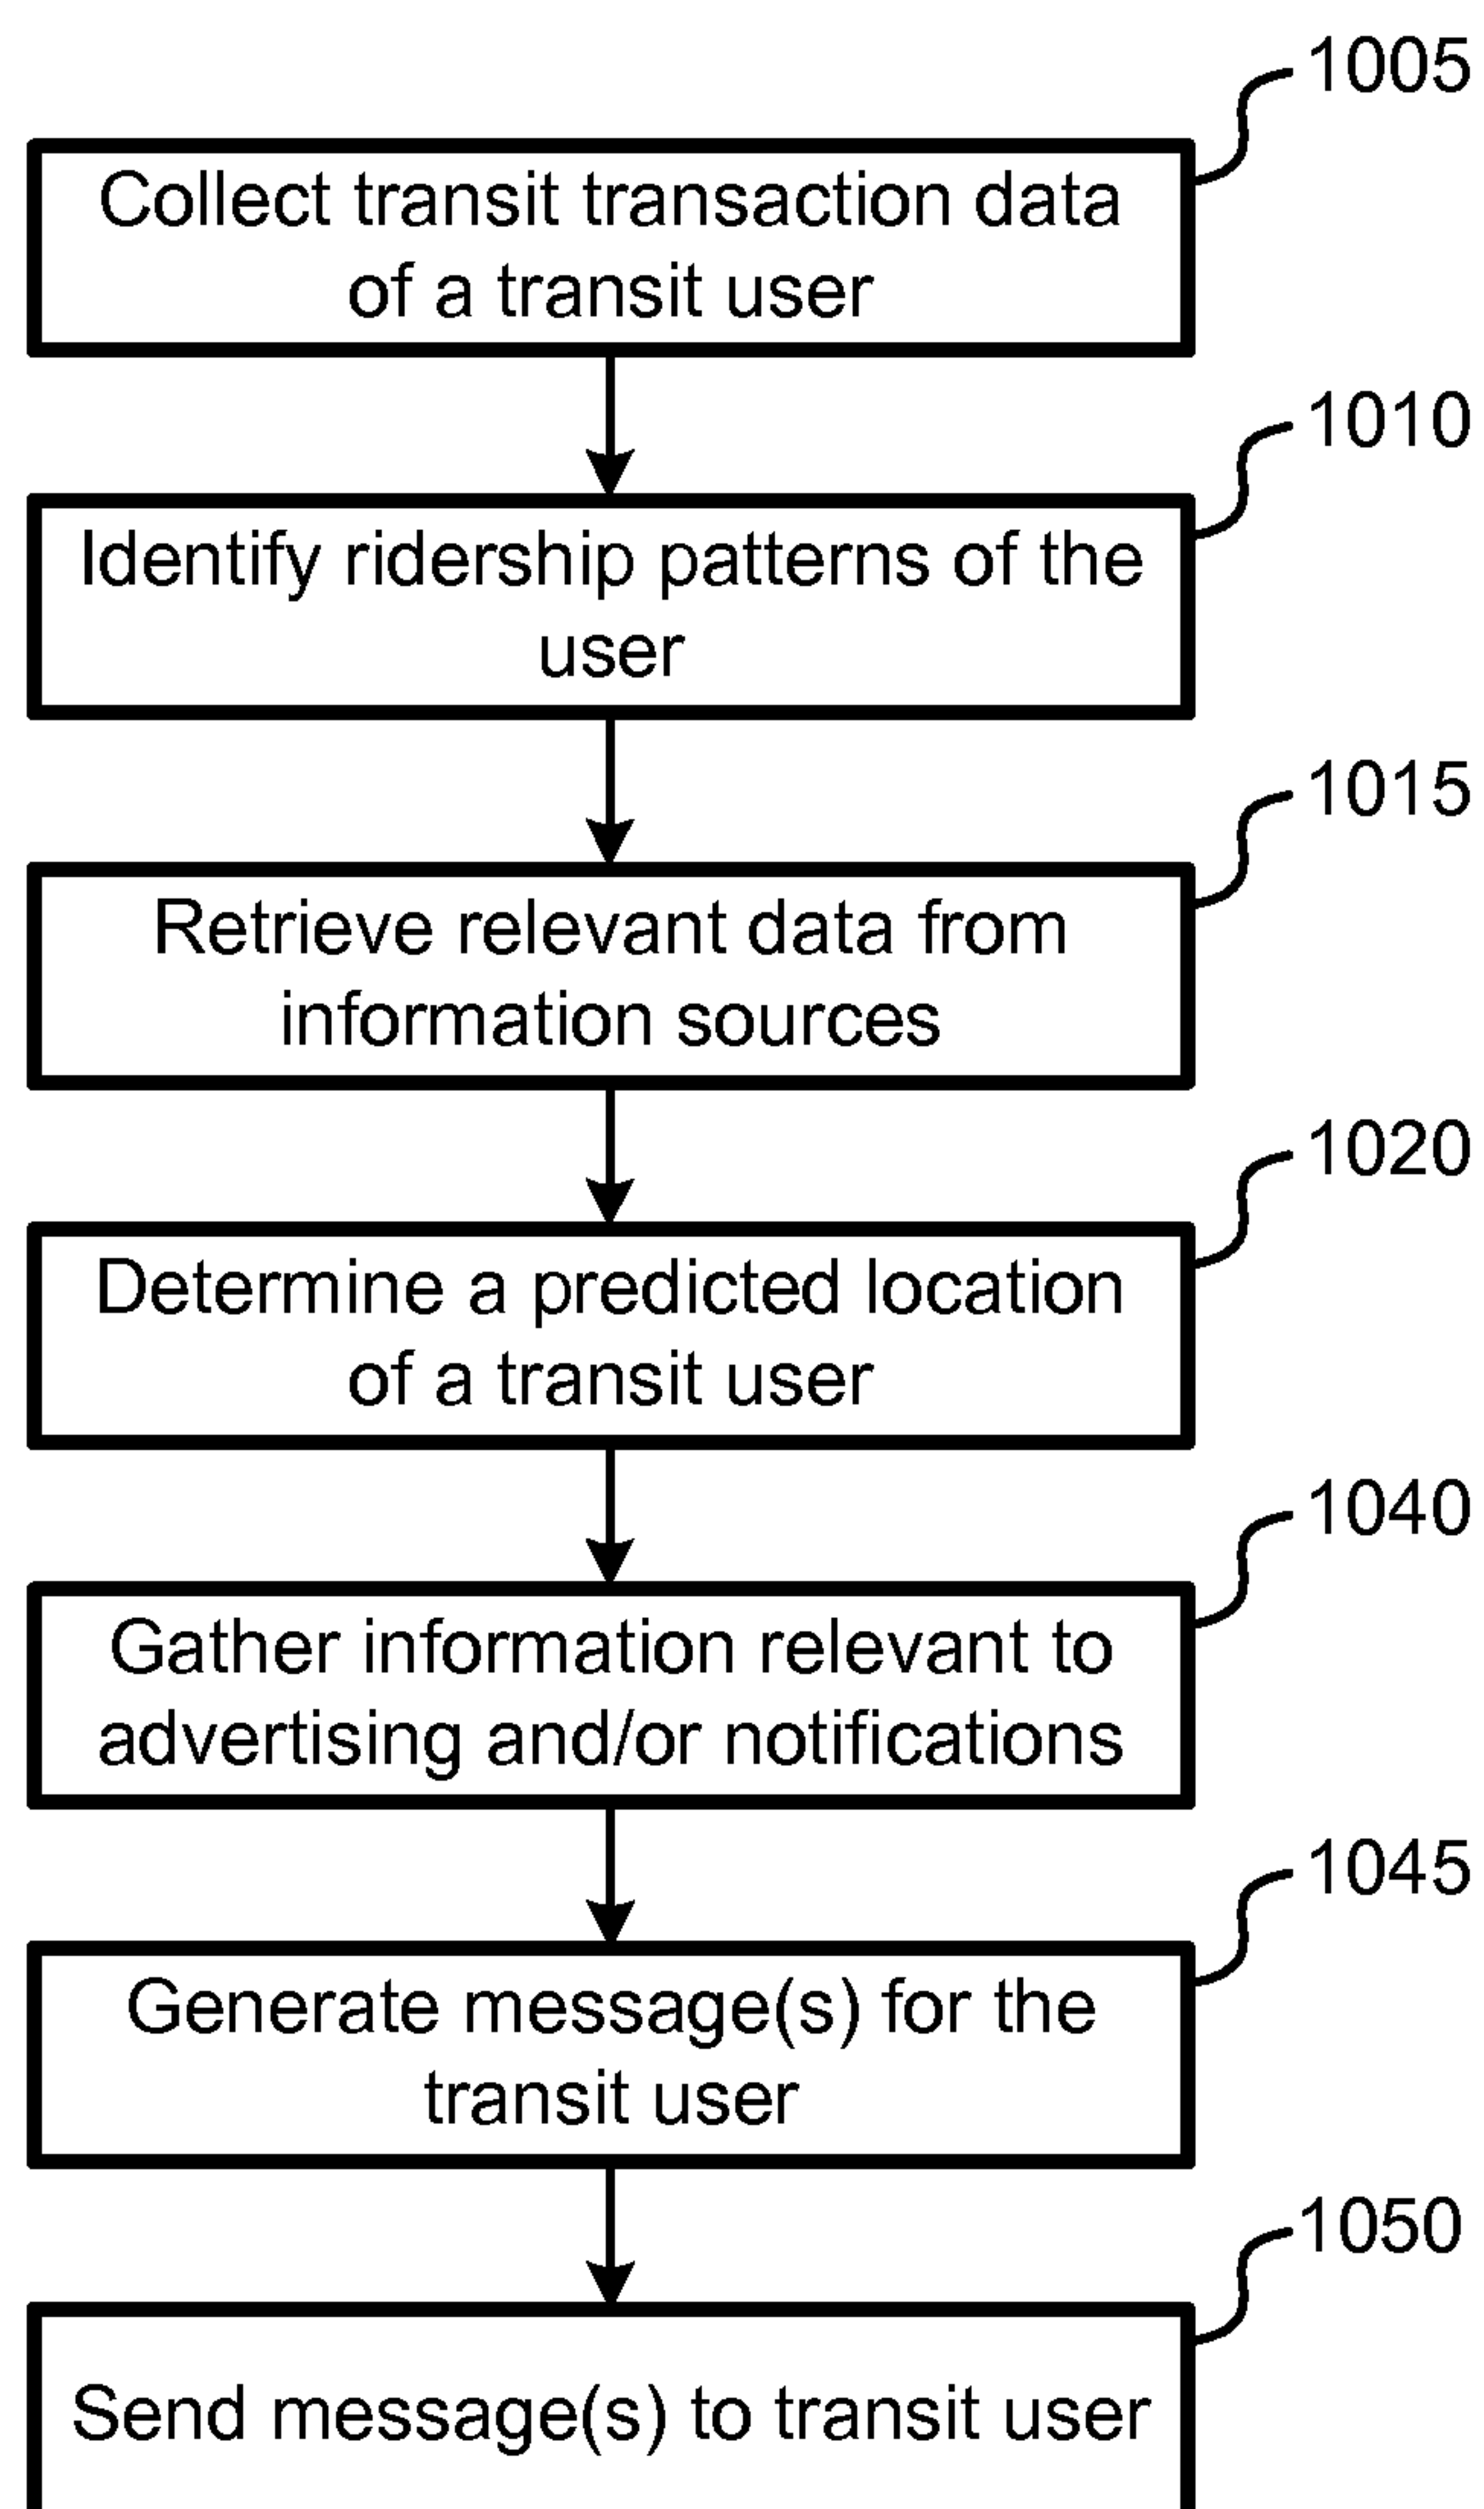 1005
Collect transit transaction data
of a transit user
1010
Identify ridership patterns of the
user
1015
Retrieve relevant data from
information sources
1020
Determine a predicted location
of a transit user
1040
Gather information relevant to
advertising and/or notifications
1045
Generate message(s) for the
transit user
1050
Send message(s) to transit user